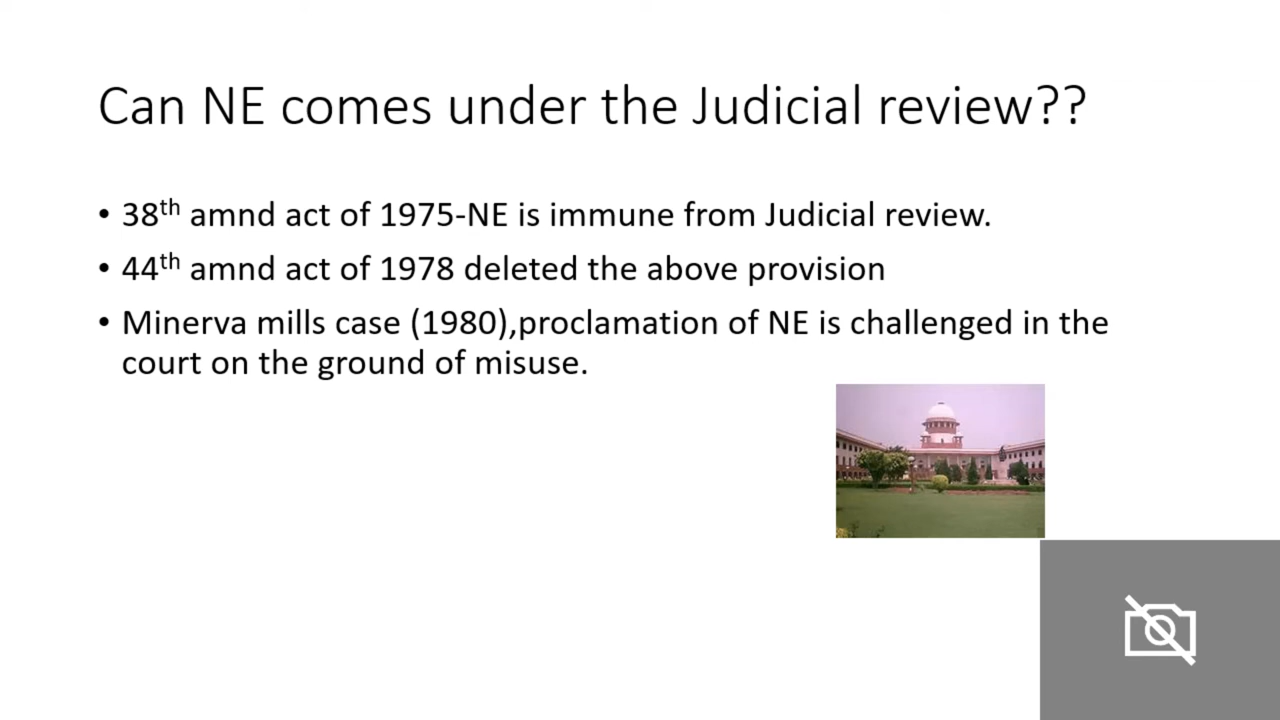 Can NE comes under the Judicial review??
• 38th amnd act of 1975-NE is immune from Judicial review.
• 44th amnd act of 1978 deleted the above provision
• Minerva mills case (1980),proclamation of NE is challenged in the
court on the ground of misuse.